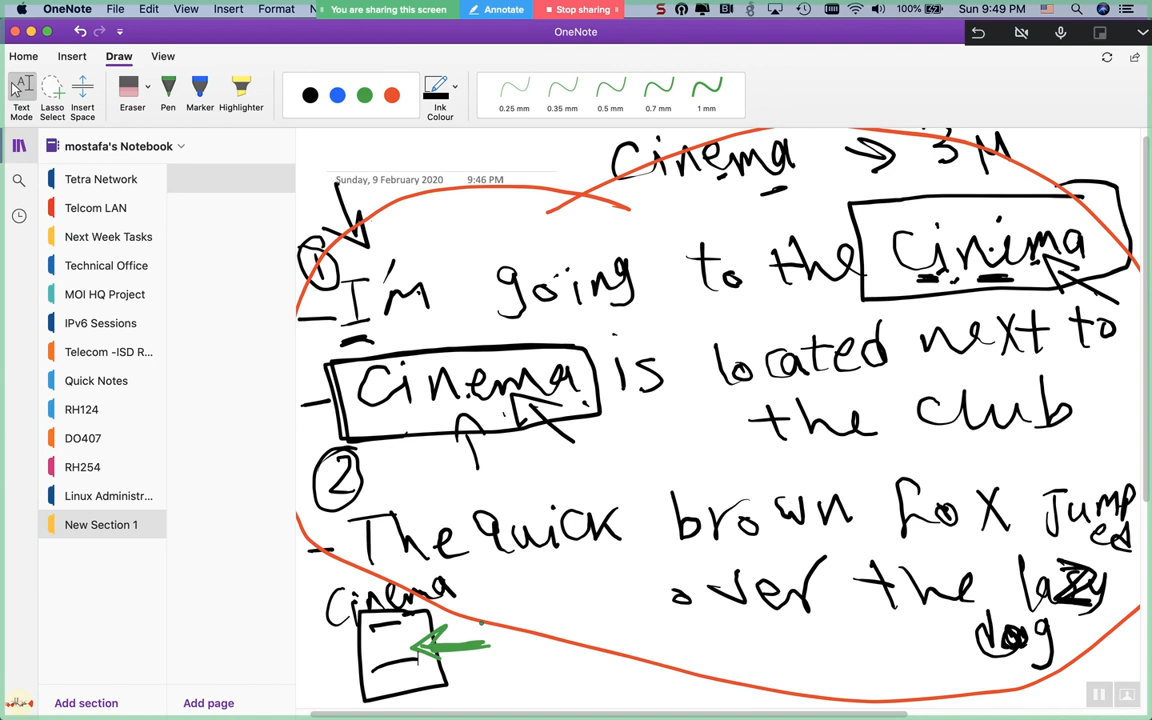 OneNote File Edit View Insert Format
You are sharing this screen Annotate Stop sharing
100% Sun 9:49 PM
OneNote
Home Insert Draw View
Text Mode
Lasso Select
Insert Space
Eraser
Pen
Marker
Highlighter
Ink Colour
0.25 mm 0.35 mm 0.5 mm 0.7 mm 1 mm
mostafa's Notebook
Tetra Network
Telcom LAN
Next Week Tasks
Technical Office
MOI HQ Project
IPv6 Sessions
Telecom -ISD R...
Quick Notes
RH124
DO407
RH254
Linux Administr...
New Section 1
Add section Add page
Sunday, 9 February 2020 9:46 PM
Cinema → 3 M
1
- I'm going to the Cinema
- Cinema is located next to
the club
2
- The quick brown fox jumped
over the lazy
dog
Cinema